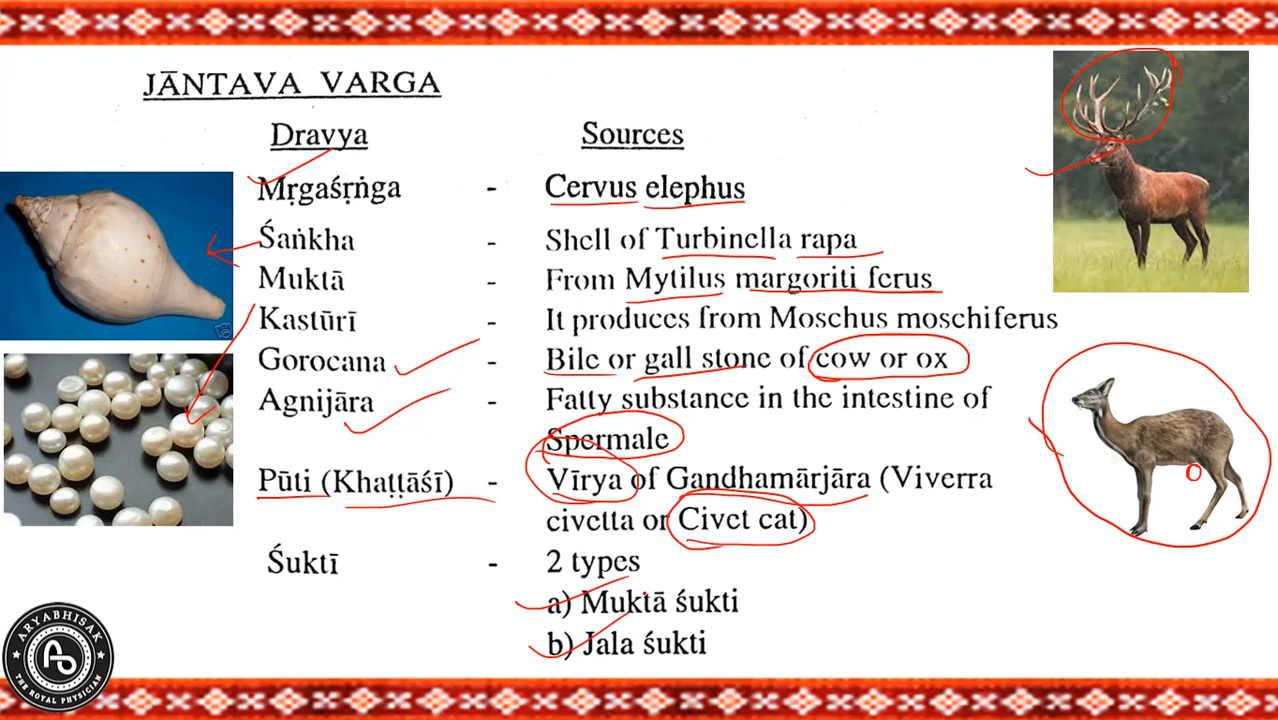 JĀNTAVA VARGA
Dravya Sources
Mṛgaśṛṅga - Cervus elephus
Śaṅkha - Shell of Turbinella rapa
Muktā - From Mytilus margoriti ferus
Kastūrī - It produces from Moschus moschiferus
Gorocana - Bile or gall stone of cow or ox
Agnijāra - Fatty substance in the intestine of
Spermale
Pūti (Khaṭṭāśī) - Vīrya of Gandhamārjāra (Viverra
civetta or Civet cat)
Śuktī - 2 types
a) Muktā śukti
b) Jala śukti
ARYABHISAK
THE ROYAL PHYSICIAN